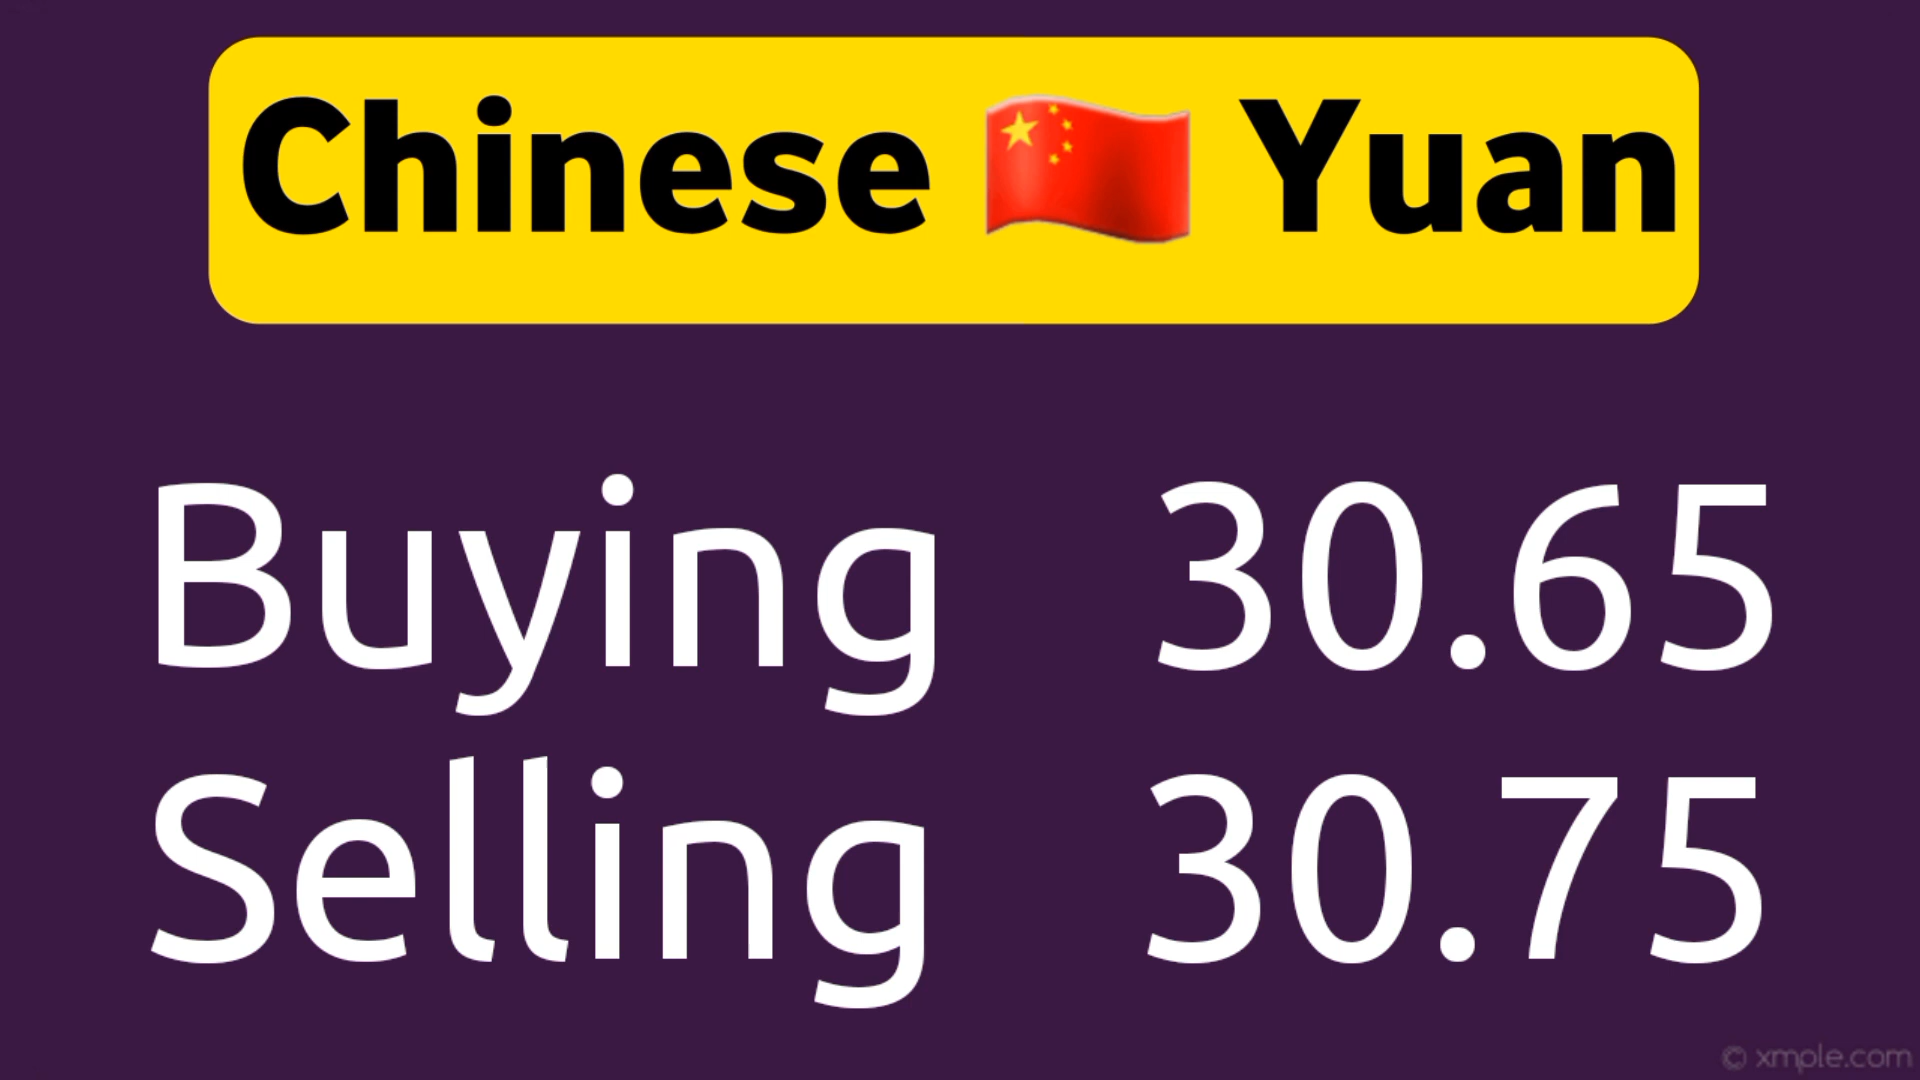 Chinese 🇨🇳 Yuan
Buying 30.65
Selling 30.75
© xmple.com